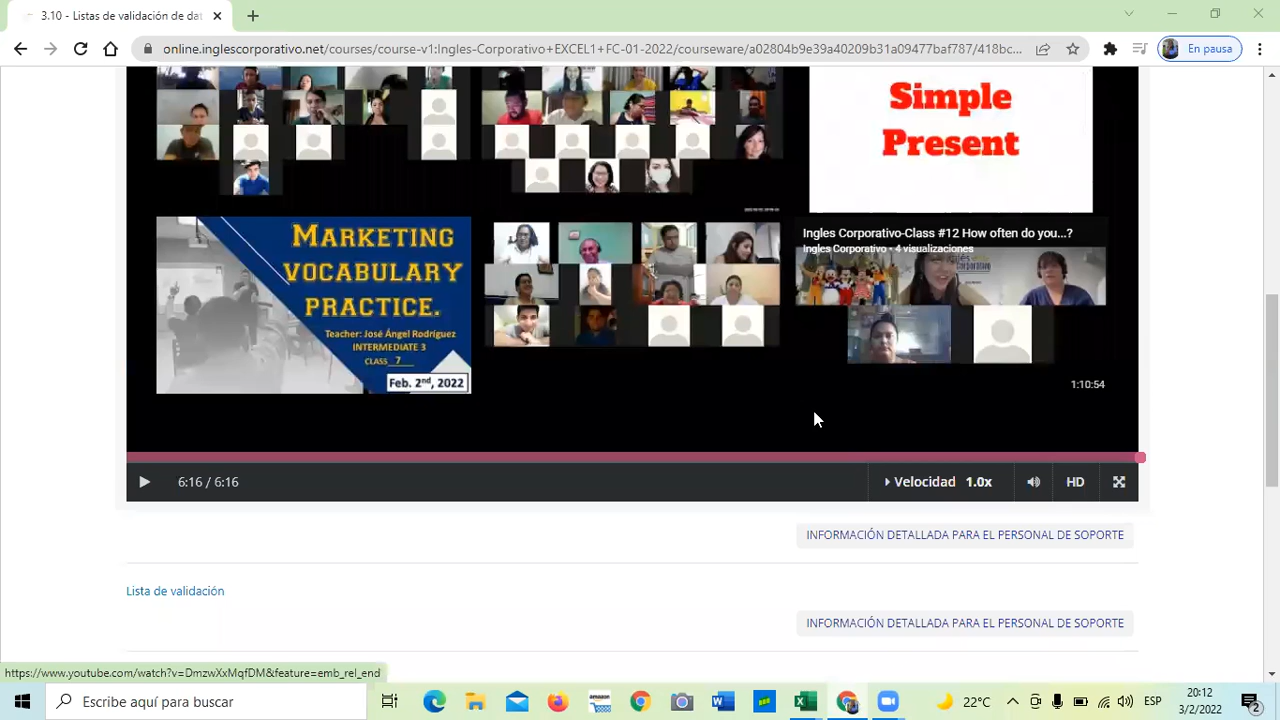 3.10 - Listas de validación de dat
online.inglescorporativo.net/courses/course-v1:Ingles-Corporativo+EXCEL1+FC-01-2022/courseware/a02804b9e39a40209b31a09477baf787/418bc...
En pausa
Simple
Present
MARKETING
VOCABULARY
PRACTICE.
Teacher: José Ángel Rodríguez
INTERMEDIATE 3
CLASS 7
Feb. 2nd, 2022
Ingles Corporativo-Class #12 How often do you...?
Ingles Corporativo • 4 visualizaciones
1:10:54
6:16 / 6:16
Velocidad 1.0x
HD
INFORMACIÓN DETALLADA PARA EL PERSONAL DE SOPORTE
Lista de validación
INFORMACIÓN DETALLADA PARA EL PERSONAL DE SOPORTE
https://www.youtube.com/watch?v=DmzwXxMqfDM&feature=emb_rel_end
Escribe aquí para buscar
22°C
ESP
20:12
3/2/2022
2